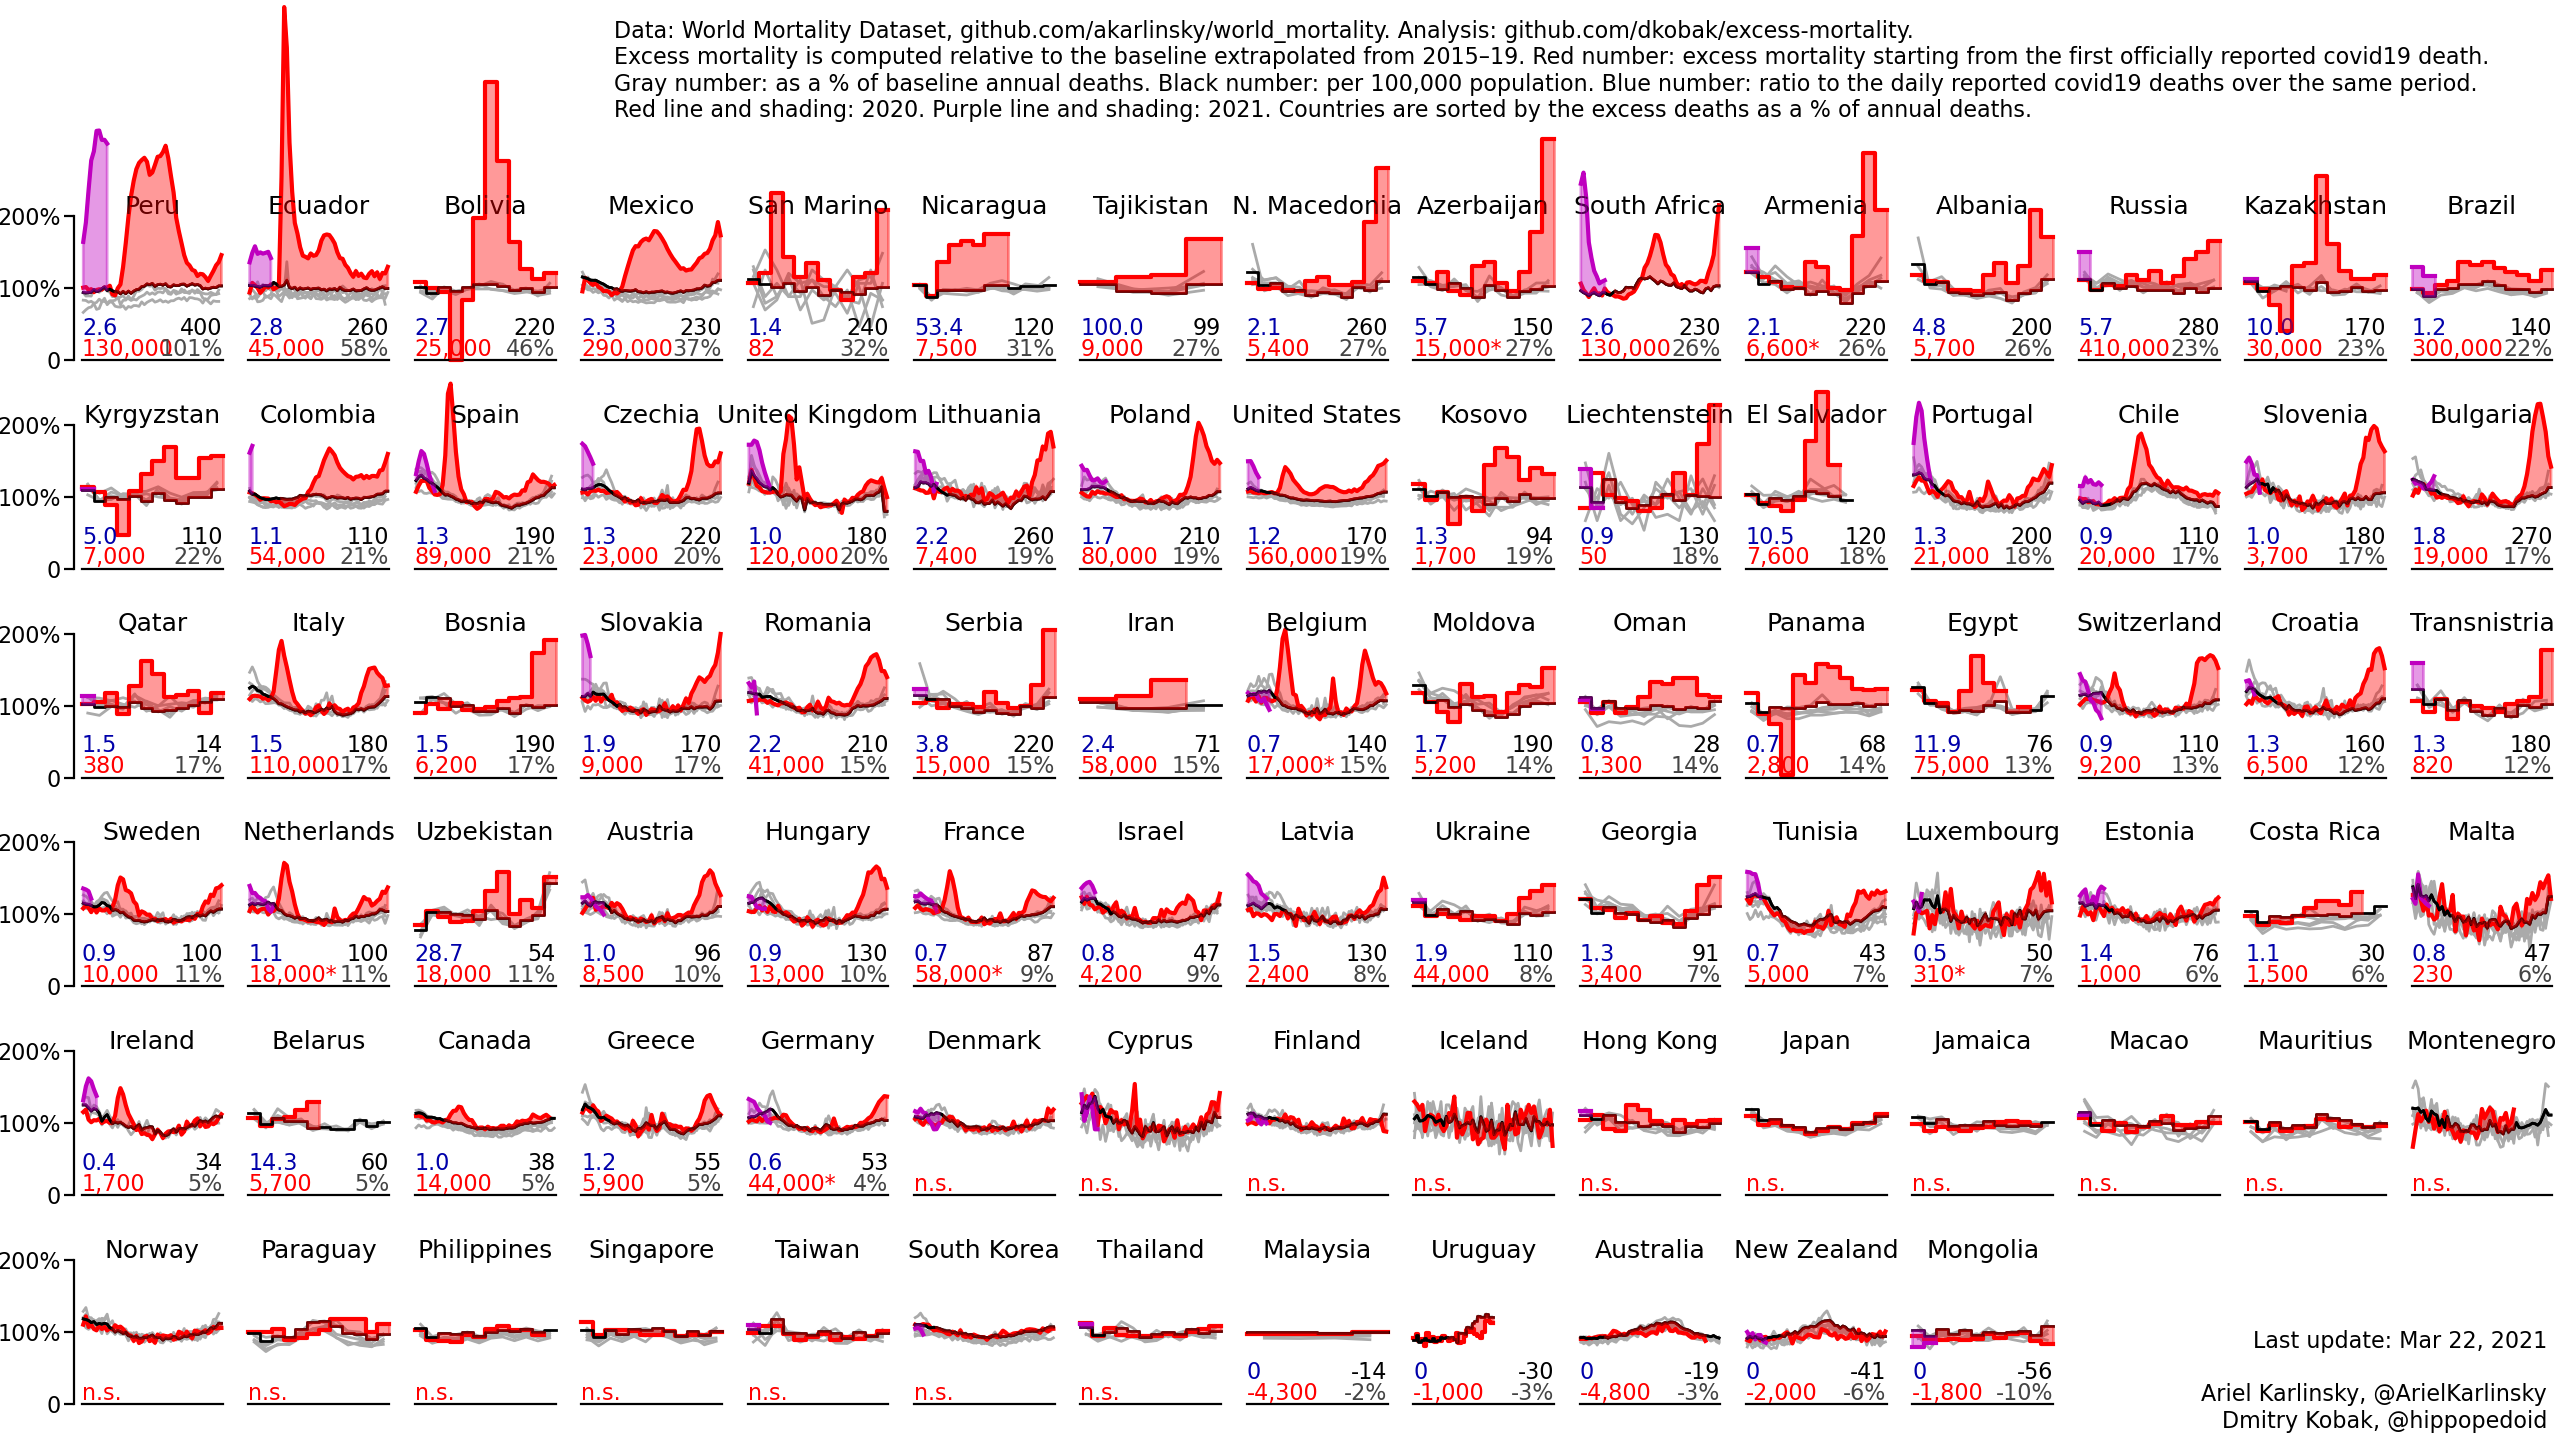 Data: World Mortality Dataset, github.com/akarlinsky/world_mortality. Analysis: github.com/dkobak/excess-mortality.
Excess mortality is computed relative to the baseline extrapolated from 2015–19. Red number: excess mortality starting from the first officially reported covid19 death.
Gray number: as a % of baseline annual deaths. Black number: per 100,000 population. Blue number: ratio to the daily reported covid19 deaths over the same period.
Red line and shading: 2020. Purple line and shading: 2021. Countries are sorted by the excess deaths as a % of annual deaths.
Peru Ecuador Bolivia Mexico San Marino Nicaragua Tajikistan N. Macedonia Azerbaijan South Africa Armenia Albania Russia Kazakhstan Brazil
200%
100%
2.6 400 2.8 260 2.7 220 2.3 230 1.4 240 53.4 120 100.0 99 2.1 260 5.7 150 2.6 230 2.1 220 4.8 200 5.7 280 10.0 170 1.2 140
0 130,000 101% 45,000 58% 25,000 46% 290,000 37% 82 32% 7,500 31% 9,000 27% 5,400 27% 15,000* 27% 130,000 26% 6,600* 26% 5,700 26% 410,000 23% 30,000 23% 300,000 22%
Kyrgyzstan Colombia Spain Czechia United Kingdom Lithuania Poland United States Kosovo Liechtenstein El Salvador Portugal Chile Slovenia Bulgaria
200%
100%
5.0 110 1.1 110 1.3 190 1.3 220 1.0 180 2.2 260 1.7 210 1.2 170 1.3 94 0.9 130 10.5 120 1.3 200 0.9 110 1.0 180 1.8 270
0 7,000 22% 54,000 21% 89,000 21% 23,000 20% 120,000 20% 7,400 19% 80,000 19% 560,000 19% 1,700 19% 50 18% 7,600 18% 21,000 18% 20,000 17% 3,700 17% 19,000 17%
Qatar Italy Bosnia Slovakia Romania Serbia Iran Belgium Moldova Oman Panama Egypt Switzerland Croatia Transnistria
200%
100%
1.5 14 1.5 180 1.5 190 1.9 170 2.2 210 3.8 220 2.4 71 0.7 140 1.7 190 0.8 28 0.7 68 11.9 76 0.9 110 1.3 160 1.3 180
0 380 17% 110,000 17% 6,200 17% 9,000 17% 41,000 15% 15,000 15% 58,000 15% 17,000* 15% 5,200 14% 1,300 14% 2,800 14% 75,000 13% 9,200 13% 6,500 12% 820 12%
Sweden Netherlands Uzbekistan Austria Hungary France Israel Latvia Ukraine Georgia Tunisia Luxembourg Estonia Costa Rica Malta
200%
100%
0.9 100 1.1 100 28.7 54 1.0 96 0.9 130 0.7 87 0.8 47 1.5 130 1.9 110 1.3 91 0.7 43 0.5 50 1.4 76 1.1 30 0.8 47
0 10,000 11% 18,000* 11% 18,000 11% 8,500 10% 13,000 10% 58,000* 9% 4,200 9% 2,400 8% 44,000 8% 3,400 7% 5,000 7% 310* 7% 1,000 6% 1,500 6% 230 6%
Ireland Belarus Canada Greece Germany Denmark Cyprus Finland Iceland Hong Kong Japan Jamaica Macao Mauritius Montenegro
200%
100%
0.4 34 14.3 60 1.0 38 1.2 55 0.6 53
0 1,700 5% 5,700 5% 14,000 5% 5,900 5% 44,000* 4% n.s. n.s. n.s. n.s. n.s. n.s. n.s. n.s. n.s. n.s.
Norway Paraguay Philippines Singapore Taiwan South Korea Thailand Malaysia Uruguay Australia New Zealand Mongolia
200%
100%
0 -14 0 -30 0 -19 0 -41 0 -56
0 n.s. n.s. n.s. n.s. n.s. n.s. n.s. -4,300 -2% -1,000 -3% -4,800 -3% -2,000 -6% -1,800 -10%
Last update: Mar 22, 2021
Ariel Karlinsky, @ArielKarlinsky
Dmitry Kobak, @hippopedoid